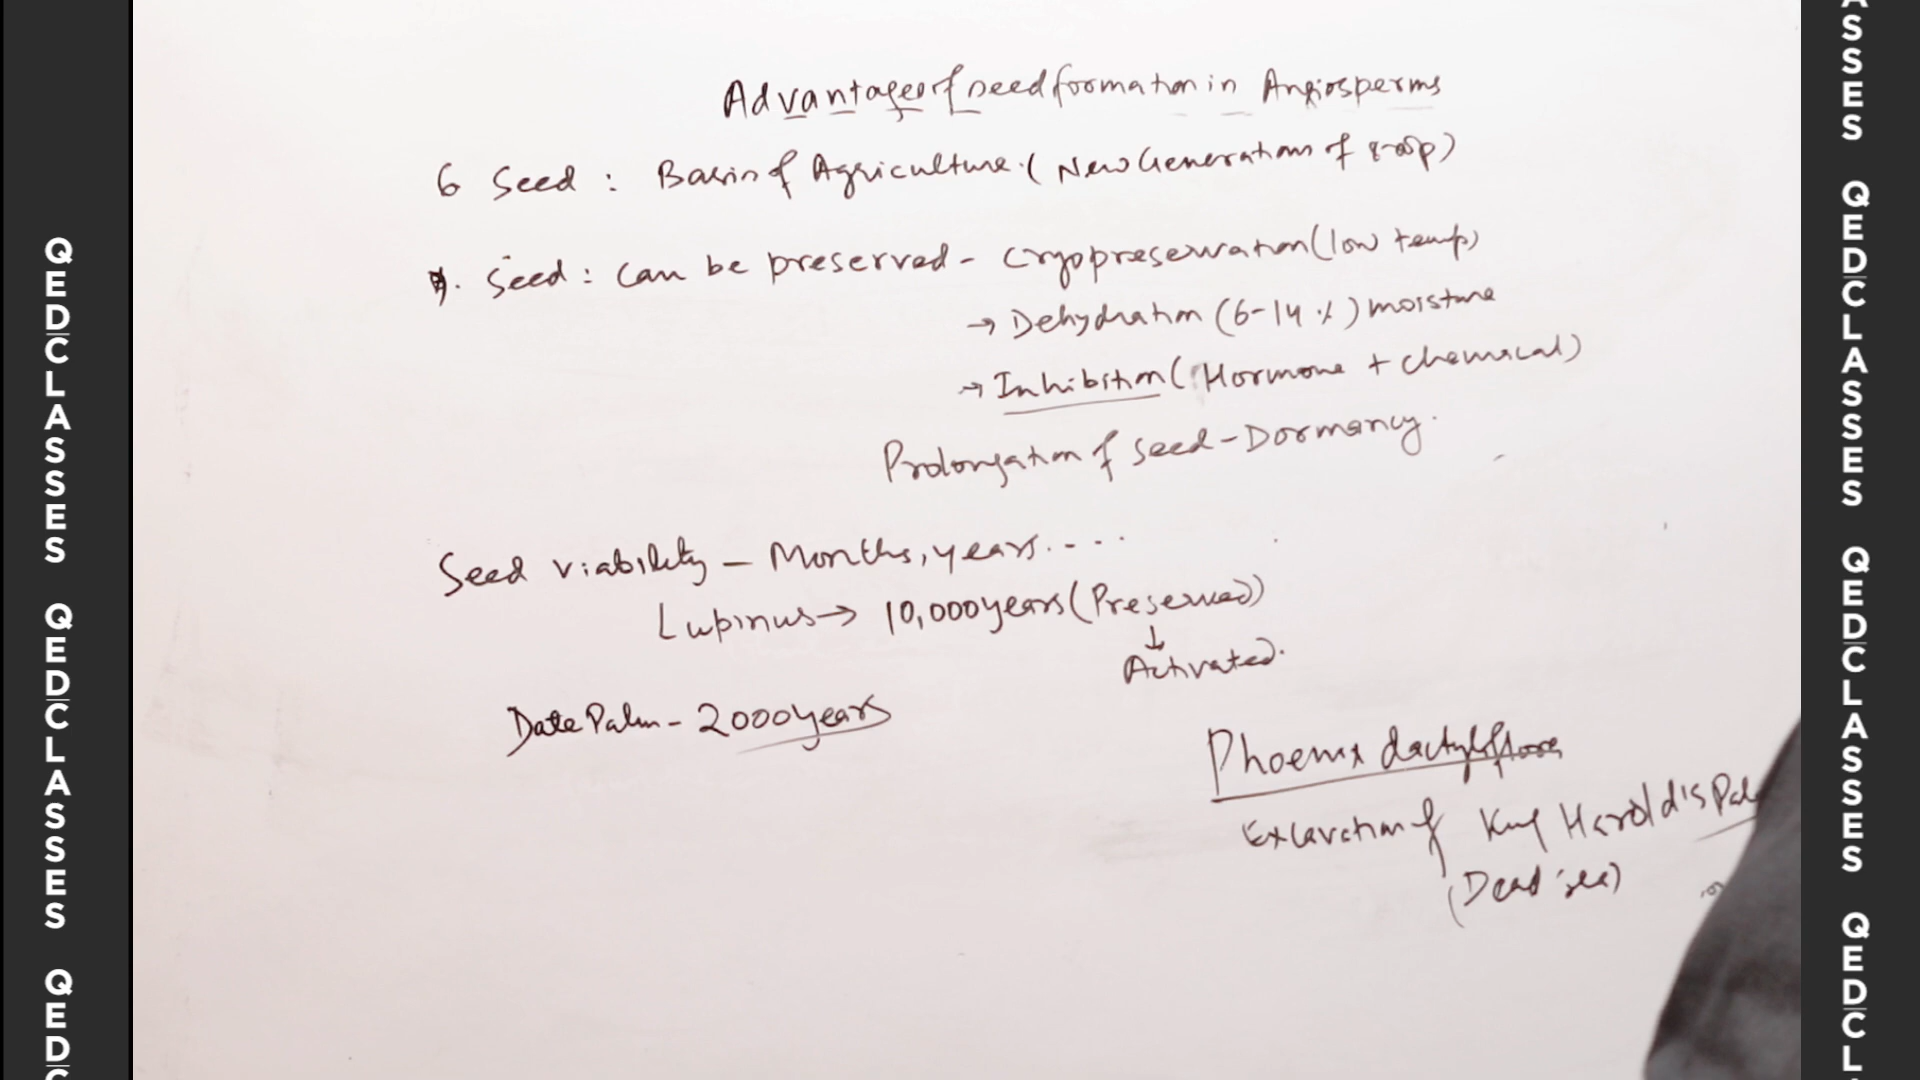 Advantages of seed formation in Angiosperms
6 Seed : Basis of Agriculture. (New Generation of crop)
7. Seed : can be preserved - Cryopreservation (low temp)
→ Dehydration (6-14 %) moisture
→ Inhibition (Hormone + chemical)
Prolongation of seed-Dormancy.
Seed viability – Months, years....
Lupinus → 10,000 years (Preserved)
↓
Activated.
Date Palm - 2000 years
Phoenix
Excavation of King Harold's
(Dead sea)
QEDCLASSES QEDCLASSES QEDC
ASSES QEDCLASSES QEDCLASSES QEDCL